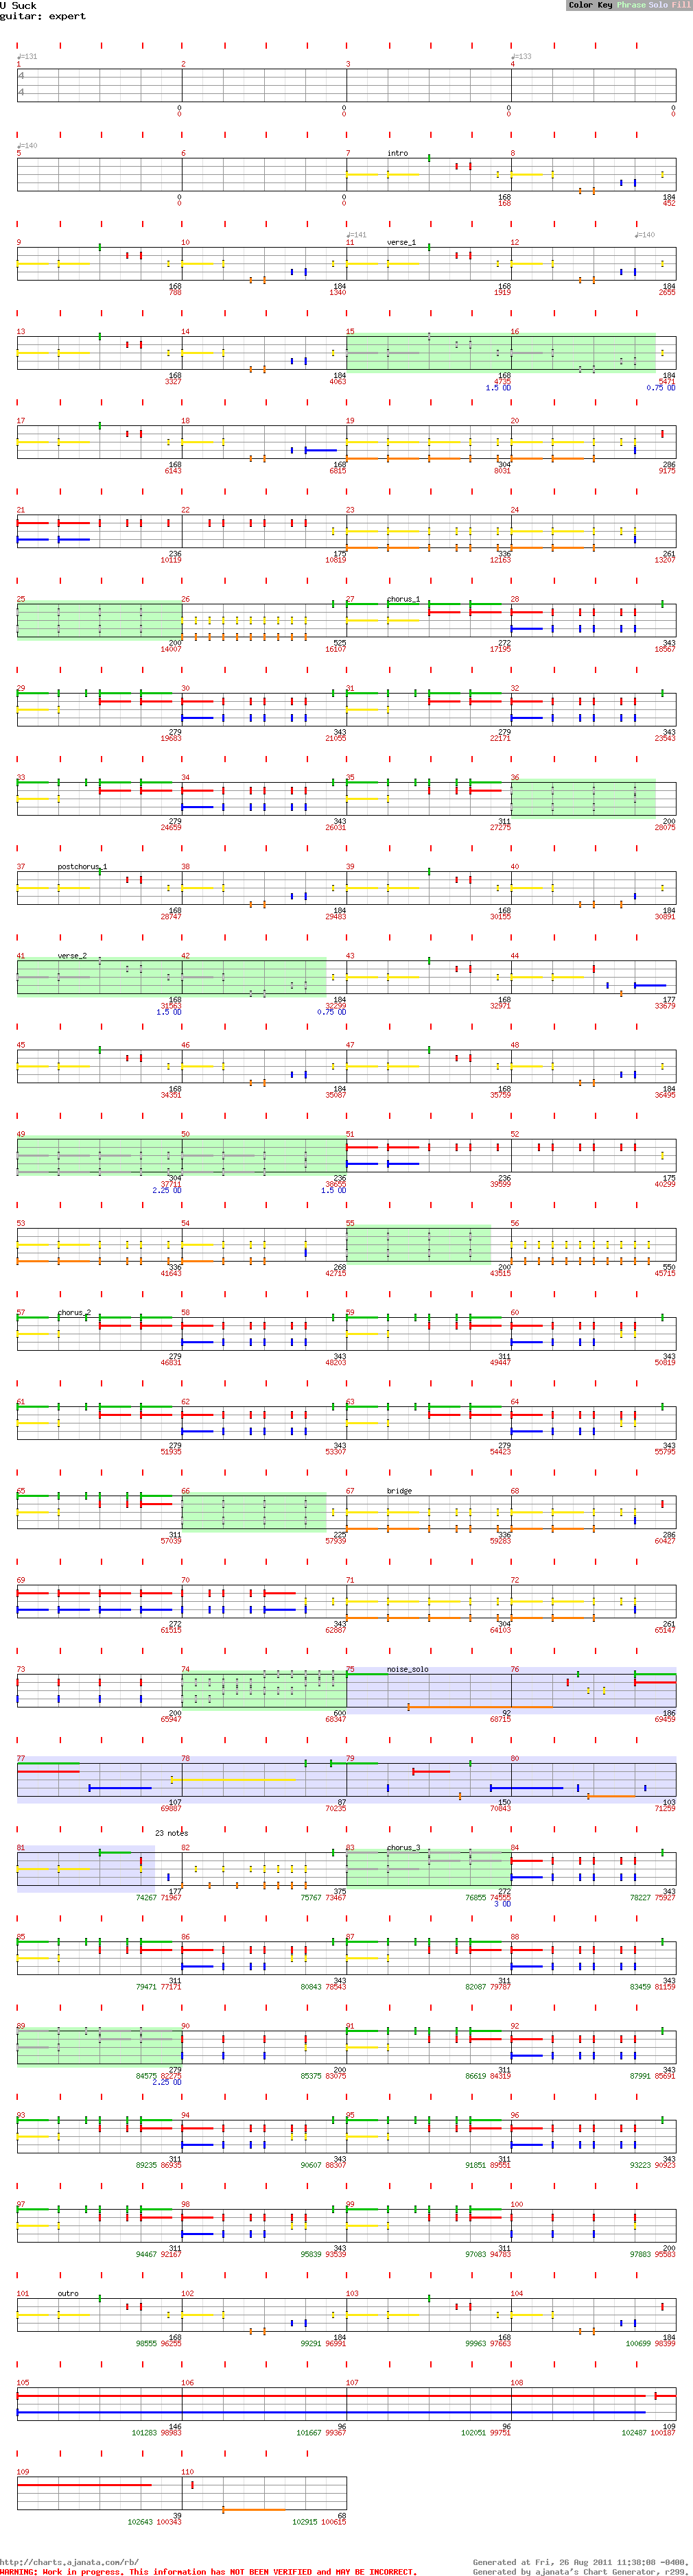 U Suck
guitar: expert
Color Key Phrase Solo Fill
♩=131 ♩=133
1 2 3 4
4
4
0 0 0 0
0 0 0 0
♩=140
5 6 7 intro 8
0 0 168 184
0 0 168 452
♩=141 ♩=140
9 10 11 verse_1 12
168 184 168 184
788 1340 1919 2655
13 14 15 16
168 184 168 184
3327 4063 4735 5471
1.5 OD 0.75 OD
17 18 19 20
168 168 304 286
6143 6815 8031 9175
21 22 23 24
236 175 336 261
10119 10819 12163 13207
25 26 27 chorus_1 28
200 525 272 343
14007 16107 17195 18567
29 30 31 32
279 343 279 343
19683 21055 22171 23543
33 34 35 36
279 343 311 200
24659 26031 27275 28075
37 postchorus_1 38 39 40
168 184 168 184
28747 29483 30155 30891
41 verse_2 42 43 44
168 184 168 177
31563 32299 32971 33679
1.5 OD 0.75 OD
45 46 47 48
168 184 168 184
34351 35087 35759 36495
49 50 51 52
304 236 236 175
37711 38655 39599 40299
2.25 OD 1.5 OD
53 54 55 56
336 268 200 550
41643 42715 43515 45715
57 chorus_2 58 59 60
279 343 311 343
46831 48203 49447 50819
61 62 63 64
279 343 279 343
51935 53307 54423 55795
65 66 67 bridge 68
311 225 336 286
57039 57939 59283 60427
69 70 71 72
272 343 304 261
61515 62887 64103 65147
73 74 75 noise_solo 76
200 600 92 186
65947 68347 68715 69459
77 78 79 80
107 87 150 103
69887 70235 70843 71259
23 notes
81 82 83 chorus_3 84
177 375 272 343
74267 71967 75767 73467 76855 74555 78227 75927
3 OD
85 86 87 88
311 343 311 343
79471 77171 80843 78543 82087 79787 83459 81159
89 90 91 92
279 200 311 343
84575 82275 85375 83075 86619 84319 87991 85691
2.25 OD
93 94 95 96
311 343 311 343
89235 86935 90607 88307 91851 89551 93223 90923
97 98 99 100
311 343 311 200
94467 92167 95839 93539 97083 94783 97883 95583
101 outro 102 103 104
168 184 168 184
98555 96255 99291 96991 99963 97663 100699 98399
105 106 107 108
146 96 96 109
101283 98983 101667 99367 102051 99751 102487 100187
109 110
39 68
102643 100343 102915 100615
http://charts.ajanata.com/rb/ Generated at Fri, 26 Aug 2011 11:38:08 -0400.
WARNING: Work in progress. This information has NOT BEEN VERIFIED and MAY BE INCORRECT. Generated by ajanata's Chart Generator, r299.